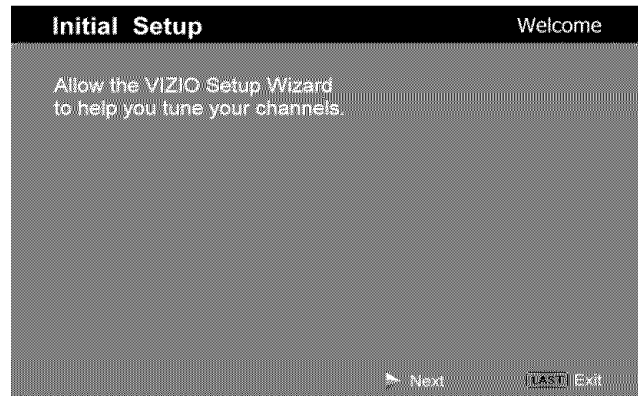 Initial Setup
Welcome
Allow the VIZIO Setup Wizard
to help you tune your channels.
Next
LAST Exit